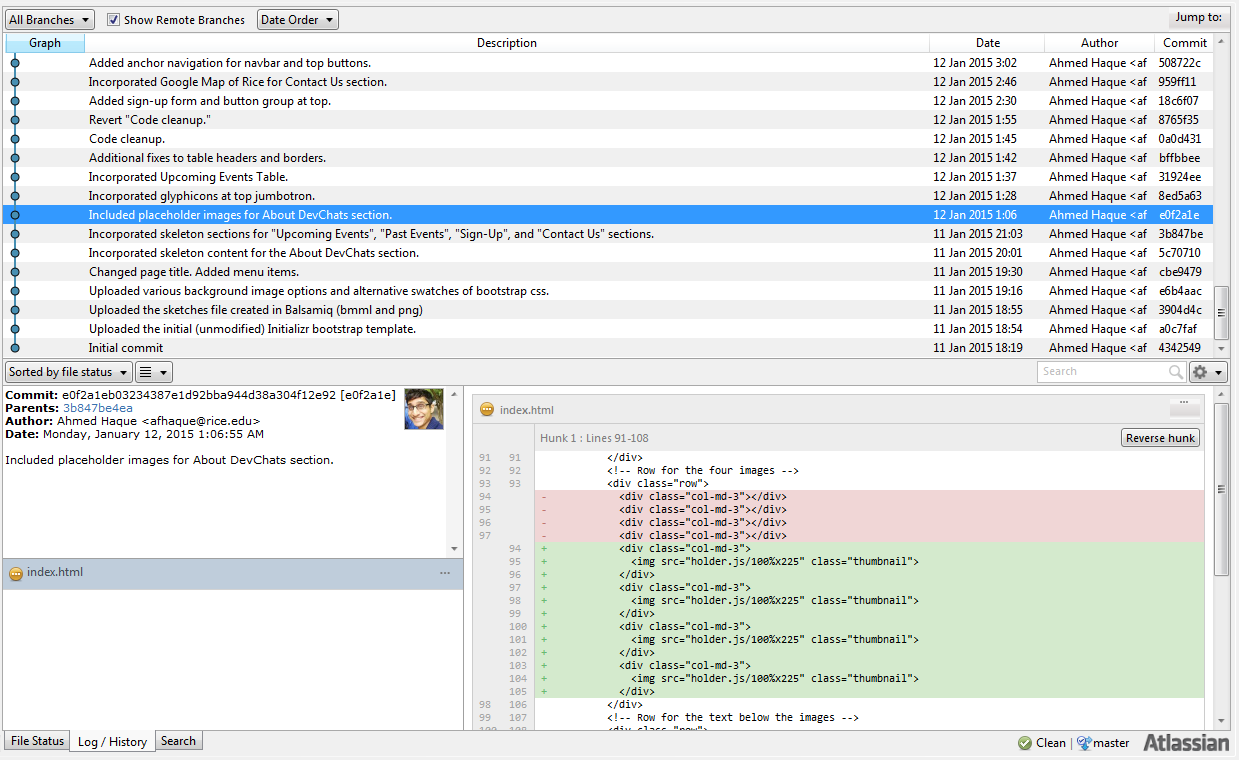 All Branches Show Remote Branches Date Order Jump to:
Graph Description Date Author Commit
Added anchor navigation for navbar and top buttons. 12 Jan 2015 3:02 Ahmed Haque <af 508722c
Incorporated Google Map of Rice for Contact Us section. 12 Jan 2015 2:46 Ahmed Haque <af 959ff11
Added sign-up form and button group at top. 12 Jan 2015 2:30 Ahmed Haque <af 18c6f07
Revert "Code cleanup." 12 Jan 2015 1:55 Ahmed Haque <af 8765f35
Code cleanup. 12 Jan 2015 1:45 Ahmed Haque <af 0a0d431
Additional fixes to table headers and borders. 12 Jan 2015 1:42 Ahmed Haque <af bffbbee
Incorporated Upcoming Events Table. 12 Jan 2015 1:37 Ahmed Haque <af 31924ee
Incorporated glyphicons at top jumbotron. 12 Jan 2015 1:28 Ahmed Haque <af 8ed5a63
Included placeholder images for About DevChats section. 12 Jan 2015 1:06 Ahmed Haque <af e0f2a1e
Incorporated skeleton sections for "Upcoming Events", "Past Events", "Sign-Up", and "Contact Us" sections. 11 Jan 2015 21:03 Ahmed Haque <af 3b847be
Incorporated skeleton content for the About DevChats section. 11 Jan 2015 20:01 Ahmed Haque <af 5c70710
Changed page title. Added menu items. 11 Jan 2015 19:30 Ahmed Haque <af cbe9479
Uploaded various background image options and alternative swatches of bootstrap css. 11 Jan 2015 19:16 Ahmed Haque <af e6b4aac
Uploaded the sketches file created in Balsamiq (bmml and png) 11 Jan 2015 18:55 Ahmed Haque <af 3904d4c
Uploaded the initial (unmodified) Initializr bootstrap template. 11 Jan 2015 18:54 Ahmed Haque <af a0c7faf
Initial commit 11 Jan 2015 18:19 Ahmed Haque <af 4342549
Sorted by file status Search
Commit: e0f2a1eb03234387e1d92bba944d38a304f12e92 [e0f2a1e]
Parents: 3b847be4ea
Author: Ahmed Haque <afhaque@rice.edu>
Date: Monday, January 12, 2015 1:06:55 AM
Included placeholder images for About DevChats section.
index.html ...
index.html ...
Hunk 1 : Lines 91-108 Reverse hunk
91 91 </div>
92 92 <!-- Row for the four images -->
93 93 <div class="row">
94 - <div class="col-md-3"></div>
95 - <div class="col-md-3"></div>
96 - <div class="col-md-3"></div>
97 - <div class="col-md-3"></div>
94 + <div class="col-md-3">
95 + <img src="holder.js/100%x225" class="thumbnail">
96 + </div>
97 + <div class="col-md-3">
98 + <img src="holder.js/100%x225" class="thumbnail">
99 + </div>
100 + <div class="col-md-3">
101 + <img src="holder.js/100%x225" class="thumbnail">
102 + </div>
103 + <div class="col-md-3">
104 + <img src="holder.js/100%x225" class="thumbnail">
105 + </div>
98 106 </div>
99 107 <!-- Row for the text below the images -->
100 108 <div class="row">
File Status Log / History Search Clean | master Atlassian